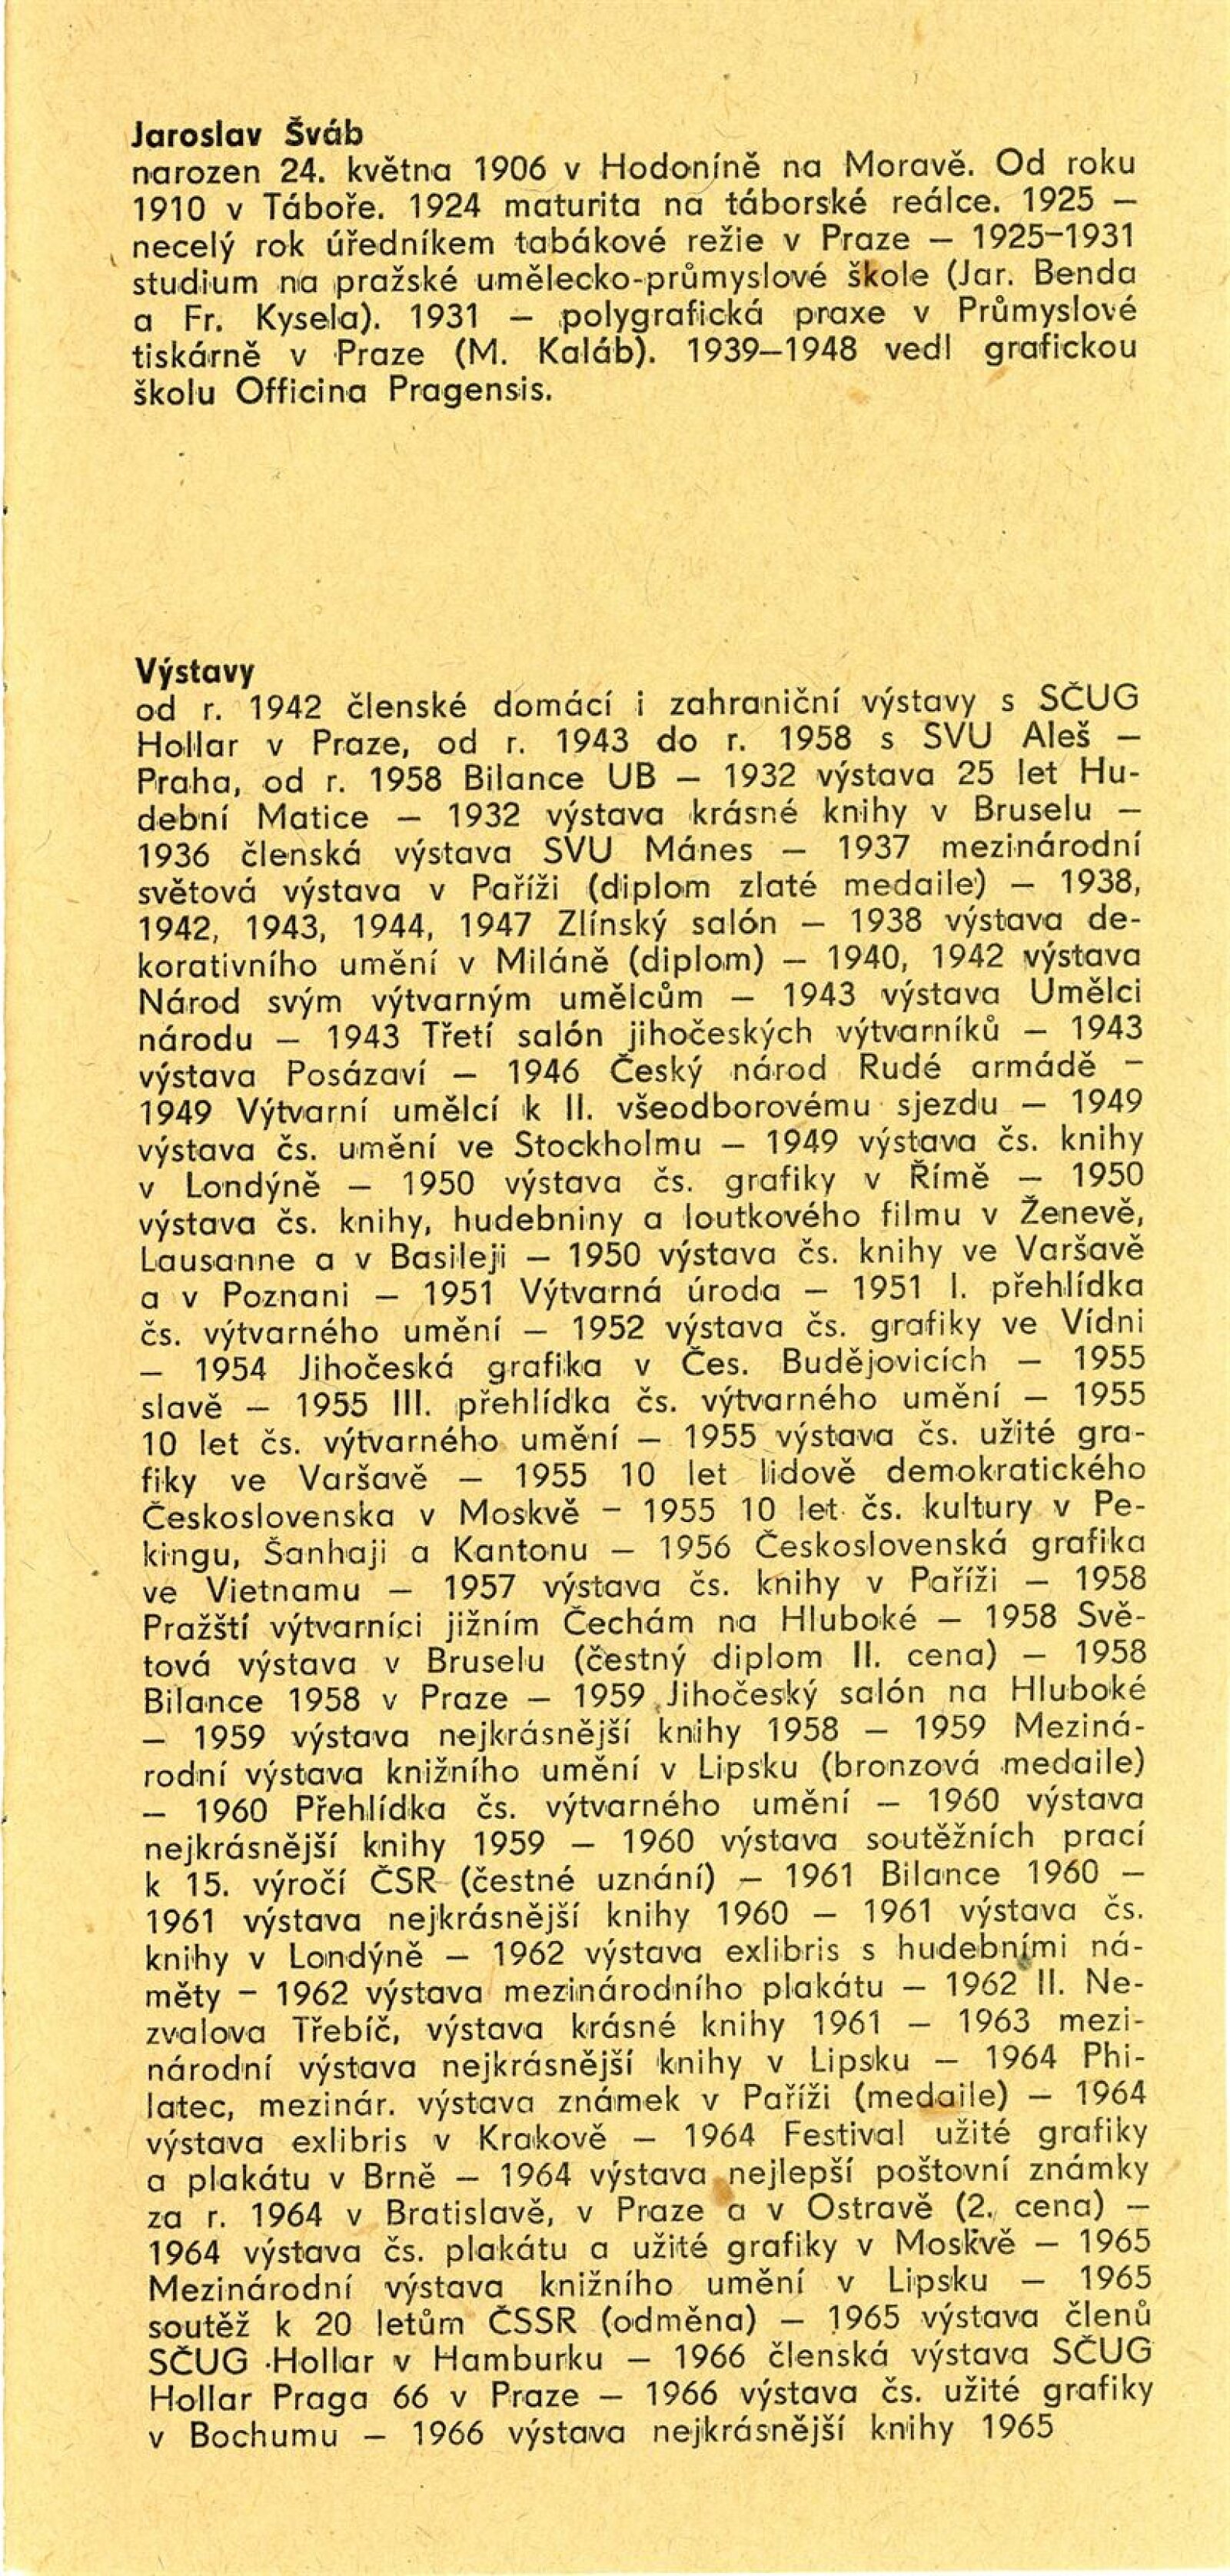 Jaroslav Šváb
narozen 24. května 1906 v Hodoníně na Moravě. Od roku
1910 v Táboře. 1924 maturita na táborské reálce. 1925 –
necelý rok úředníkem tabákové režie v Praze – 1925–1931
studium na pražské umělecko-průmyslové škole (Jar. Benda
a Fr. Kysela). 1931 – polygrafická praxe v Průmyslové
tiskárně v Praze (M. Kaláb). 1939–1948 vedl grafickou
školu Officina Pragensis.
Výstavy
od r. 1942 členské domácí i zahraniční výstavy s SČUG
Hollar v Praze, od r. 1943 do r. 1958 s SVU Aleš –
Praha, od r. 1958 Bilance UB – 1932 výstava 25 let Hu-
dební Matice – 1932 výstava krásné knihy v Bruselu –
1936 členská výstava SVU Mánes – 1937 mezinárodní
světová výstava v Paříži (diplom zlaté medaile) – 1938,
1942, 1943, 1944, 1947 Zlínský salón – 1938 výstava de-
korativního umění v Miláně (diplom) – 1940, 1942 výstava
Národ svým výtvarným umělcům – 1943 výstava Umělci
národu – 1943 Třetí salón jihočeských výtvarníků – 1943
výstava Posázaví – 1946 Český národ Rudé armádě –
1949 Výtvarní umělcí k II. všeodborovému sjezdu – 1949
výstava čs. umění ve Stockholmu – 1949 výstava čs. knihy
v Londýně – 1950 výstava čs. grafiky v Římě – 1950
výstava čs. knihy, hudebniny a loutkového filmu v Ženevě,
Lausanne a v Basileji – 1950 výstava čs. knihy ve Varšavě
a v Poznani – 1951 Výtvarná úroda – 1951 I. přehlídka
čs. výtvarného umění – 1952 výstava čs. grafiky ve Vídni
– 1954 Jihočeská grafika v Čes. Budějovicích – 1955
slavě – 1955 III. přehlídka čs. výtvarného umění – 1955
10 let čs. výtvarného umění – 1955 výstava čs. užité gra-
fiky ve Varšavě – 1955 10 let lidově demokratického
Československa v Moskvě – 1955 10 let čs. kultury v Pe-
kingu, Šanhaji a Kantonu – 1956 Československá grafika
ve Vietnamu – 1957 výstava čs. knihy v Paříži – 1958
Pražští výtvarníci jižním Čechám na Hluboké – 1958 Svě-
tová výstava v Bruselu (čestný diplom II. cena) – 1958
Bilance 1958 v Praze – 1959 Jihočeský salón na Hluboké
– 1959 výstava nejkrásnější knihy 1958 – 1959 Meziná-
rodní výstava knižního umění v Lipsku (bronzová medaile)
– 1960 Přehlídka čs. výtvarného umění – 1960 výstava
nejkrásnější knihy 1959 – 1960 výstava soutěžních prací
k 15. výročí ČSR (čestné uznání) – 1961 Bilance 1960 –
1961 výstava nejkrásnější knihy 1960 – 1961 výstava čs.
knihy v Londýně – 1962 výstava exlibris s hudebními ná-
měty – 1962 výstava mezinárodního plakátu – 1962 II. Ne-
zvalova Třebíč, výstava krásné knihy 1961 – 1963 mezi-
národní výstava nejkrásnější knihy v Lipsku – 1964 Phi-
latec, mezinár. výstava známek v Paříži (medaile) – 1964
výstava exlibris v Krakově – 1964 Festival užité grafiky
a plakátu v Brně – 1964 výstava nejlepší poštovní známky
za r. 1964 v Bratislavě, v Praze a v Ostravě (2. cena) –
1964 výstava čs. plakátu a užité grafiky v Moskvě – 1965
Mezinárodní výstava knižního umění v Lipsku – 1965
soutěž k 20 letům ČSSR (odměna) – 1965 výstava členů
SČUG Hollar v Hamburku – 1966 členská výstava SČUG
Hollar Praga 66 v Praze – 1966 výstava čs. užité grafiky
v Bochumu – 1966 výstava nejkrásnější knihy 1965